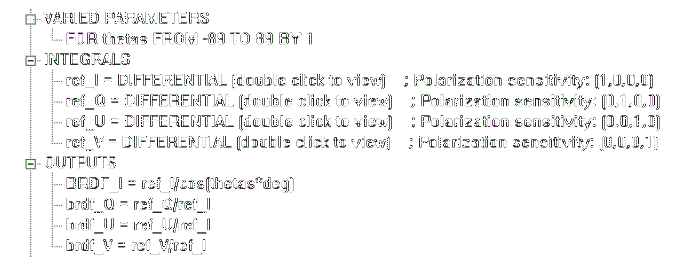 VARIED PARAMETERS
FOR thetas FROM -89 TO 89 BY 1
INTEGRALS
ref_I = DIFFERENTIAL (double click to view) ; Polarization sensitivity: (1,0,0,0)
ref_Q = DIFFERENTIAL (double click to view) ; Polarization sensitivity: (0,1,0,0)
ref_U = DIFFERENTIAL (double click to view) ; Polarization sensitivity: (0,0,1,0)
ref_V = DIFFERENTIAL (double click to view) ; Polarization sensitivity: (0,0,0,1)
OUTPUTS
BRDF_I = ref_I/cos(thetas*deg)
brdf_Q = ref_Q/ref_I
brdf_U = ref_U/ref_I
brdf_V = ref_V/ref_I